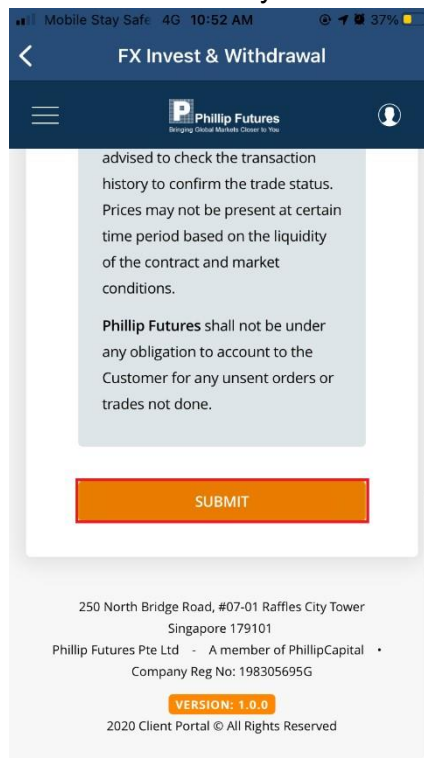 Mobile Stay Safe 4G 10:52 AM 37%
FX Invest & Withdrawal
Phillip Futures
Bringing Global Markets Closer to You
advised to check the transaction
history to confirm the trade status.
Prices may not be present at certain
time period based on the liquidity
of the contract and market
conditions.
Phillip Futures shall not be under
any obligation to account to the
Customer for any unsent orders or
trades not done.
SUBMIT
250 North Bridge Road, #07-01 Raffles City Tower
Singapore 179101
Phillip Futures Pte Ltd - A member of PhillipCapital •
Company Reg No: 198305695G
VERSION: 1.0.0
2020 Client Portal © All Rights Reserved